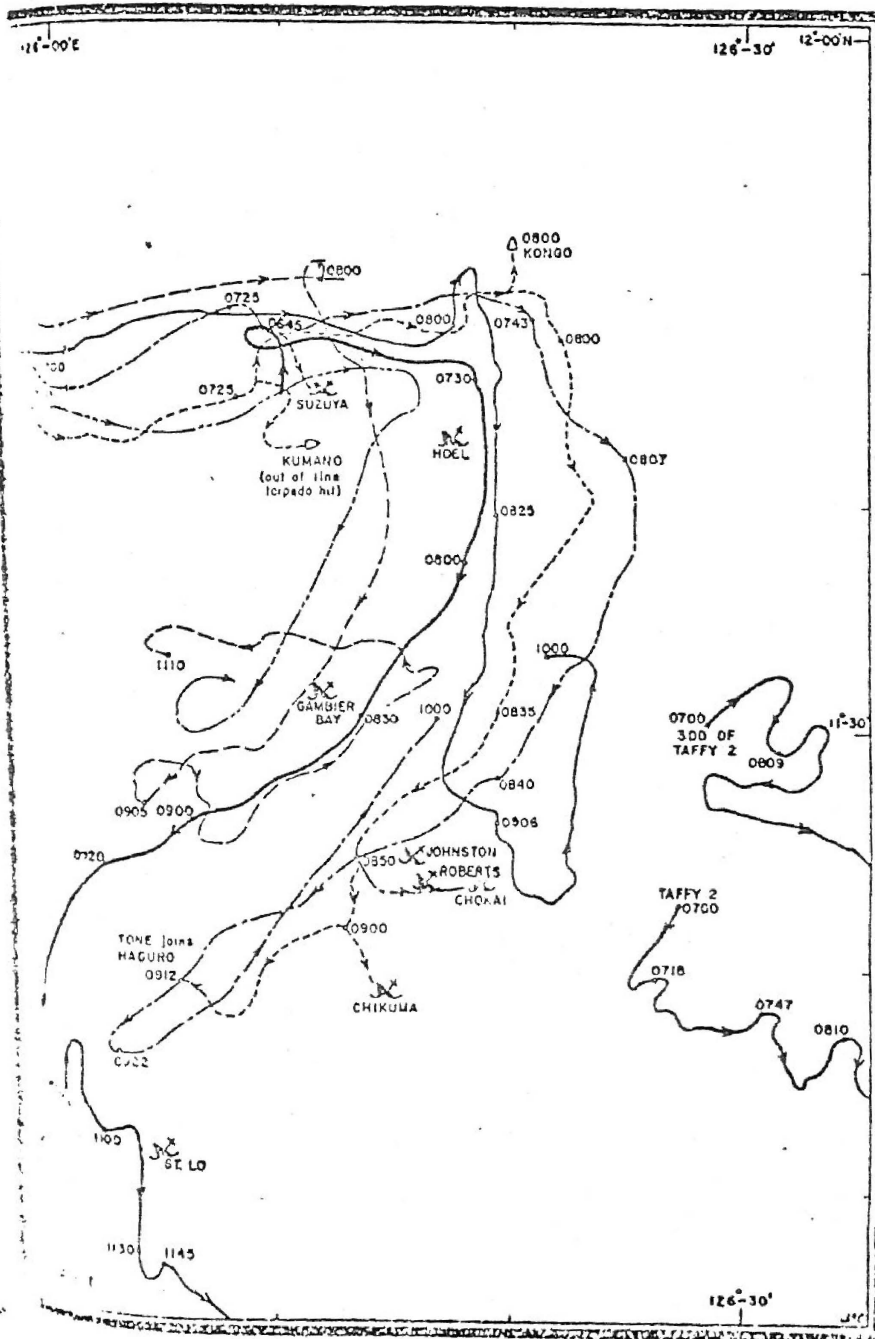 126°-00'E
126°-30'
12°-00'N
0800
KONGO
0800
0725
0645
0800
0743
0800
0725
SUZUYA
0730
KUMANO
(out of line
torpedo hit)
HOEL
0807
0825
0800
1110
1000
GAMBIER
BAY
0830
1000
0835
0700
300 OF
TAFFY 2
11°-30'
0809
0840
0905
0900
0906
0920
0850
JOHNSTON
ROBERTS
CHOKAI
TAFFY 2
0700
0900
TONE joins
HAGURO
0912
0718
CHIKUMA
0747
0810
1100
ST. LO
1130
1145
126°-30'